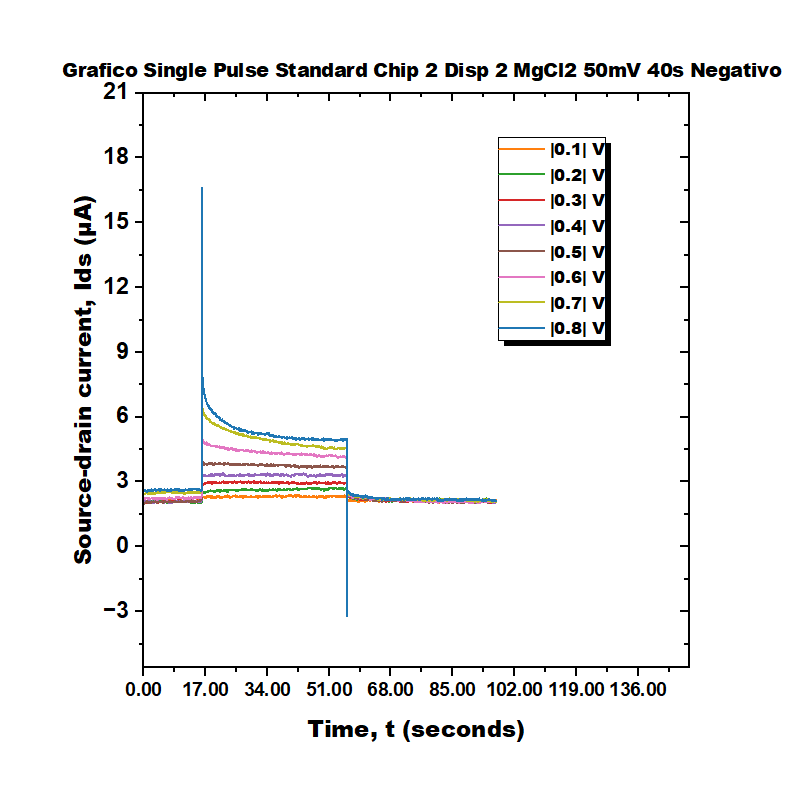 Grafico Single Pulse Standard Chip 2 Disp 2 MgCl2 50mV 40s Negativo
21
18
15
12
9
6
3
0
−3
Source-drain current, Ids (µA)
|0.1| V
|0.2| V
|0.3| V
|0.4| V
|0.5| V
|0.6| V
|0.7| V
|0.8| V
0.00 17.00 34.00 51.00 68.00 85.00 102.00 119.00 136.00
Time, t (seconds)